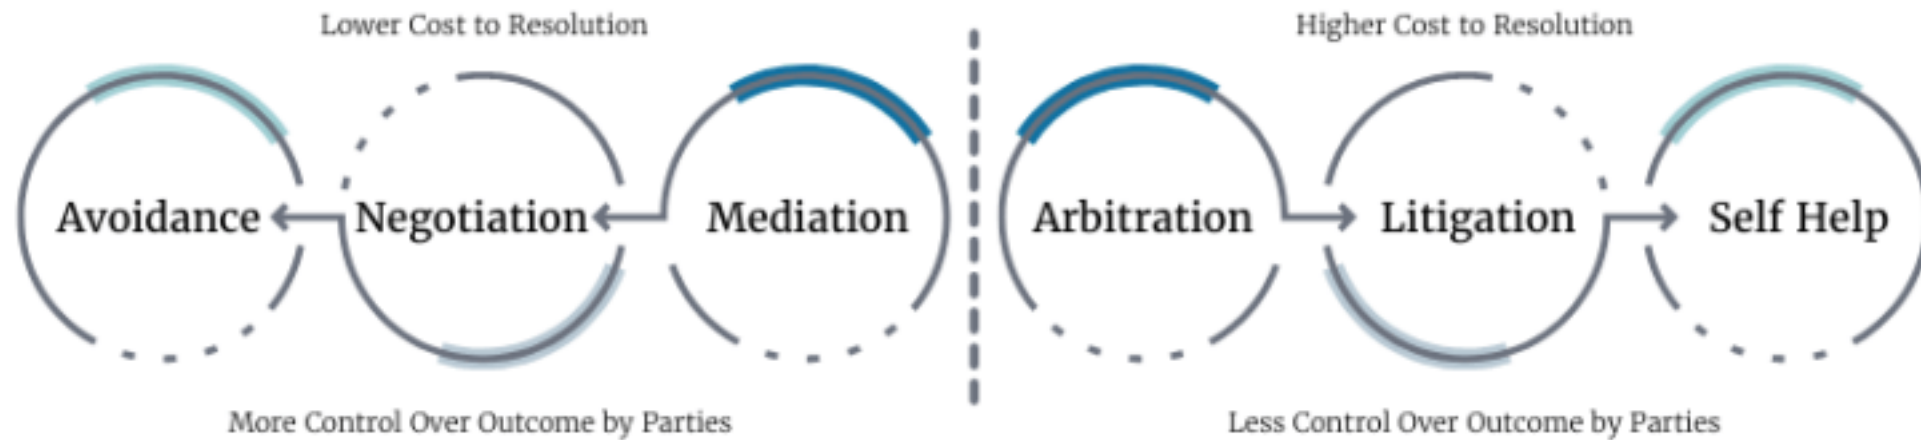 Lower Cost to Resolution
Higher Cost to Resolution
Avoidance
Negotiation
Mediation
Arbitration
Litigation
Self Help
More Control Over Outcome by Parties
Less Control Over Outcome by Parties